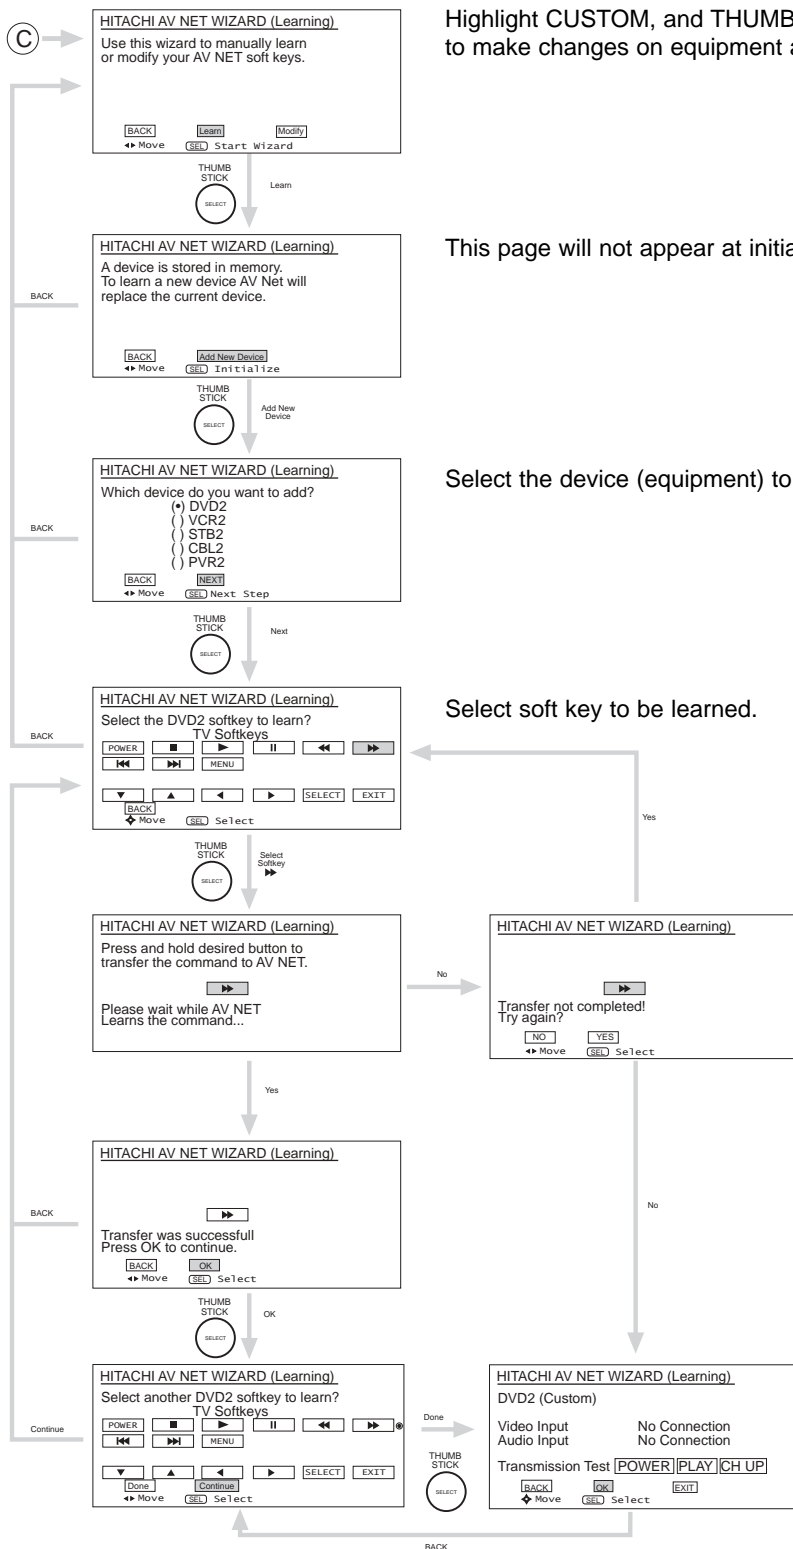 C
HITACHI AV NET WIZARD (Learning)
Use this wizard to manually learn
or modify your AV NET soft keys.
BACK Learn Modify
Move SEL Start Wizard
Highlight CUSTOM, and THUMB
to make changes on equipment a
THUMB
STICK
SELECT
Learn
HITACHI AV NET WIZARD (Learning)
A device is stored in memory.
To learn a new device AV Net will
replace the current device.
BACK Add New Device
Move SEL Initialize
This page will not appear at initia
BACK
THUMB
STICK
SELECT
Add New
Device
HITACHI AV NET WIZARD (Learning)
Which device do you want to add?
(•) DVD2
( ) VCR2
( ) STB2
( ) CBL2
( ) PVR2
BACK NEXT
Move SEL Next Step
Select the device (equipment) to
BACK
THUMB
STICK
SELECT
Next
HITACHI AV NET WIZARD (Learning)
Select the DVD2 softkey to learn?
TV Softkeys
POWER ■ ▶ II ◀◀ ▶▶
I◀◀ ▶▶I MENU
▼ ▲ ◀ ▶ SELECT EXIT
BACK
Move SEL Select
Select soft key to be learned.
BACK
Yes
THUMB
STICK
SELECT
Select
Softkey
▶▶
HITACHI AV NET WIZARD (Learning)
Press and hold desired button to
transfer the command to AV NET.
▶▶
Please wait while AV NET
Learns the command...
No
HITACHI AV NET WIZARD (Learning)
▶▶
Transfer not completed!
Try again?
NO YES
Move SEL Select
Yes
HITACHI AV NET WIZARD (Learning)
▶▶
Transfer was successfull
Press OK to continue.
BACK OK
Move SEL Select
BACK
No
THUMB
STICK
SELECT
OK
HITACHI AV NET WIZARD (Learning)
Select another DVD2 softkey to learn?
TV Softkeys
POWER ■ ▶ II ◀◀ ▶▶
I◀◀ ▶▶I MENU
▼ ▲ ◀ ▶ SELECT EXIT
Done Continue
Move SEL Select
Continue
Done
THUMB
STICK
SELECT
HITACHI AV NET WIZARD (Learning)
DVD2 (Custom)
Video Input No Connection
Audio Input No Connection
Transmission Test POWER PLAY CH UP
BACK OK EXIT
Move SEL Select
BACK